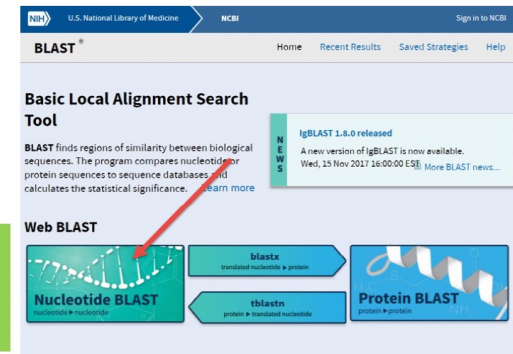 NIH U.S. National Library of Medicine NCBI Sign in to NCBI
BLAST ® Home Recent Results Saved Strategies Help
Basic Local Alignment Search
Tool
BLAST finds regions of similarity between biological
sequences. The program compares nucleotide or
protein sequences to sequence databases and
calculates the statistical significance. Learn more
NEWS
IgBLAST 1.8.0 released
A new version of IgBLAST is now available.
Wed, 15 Nov 2017 16:00:00 EST More BLAST news...
Web BLAST
Nucleotide BLAST
nucleotide ▶ nucleotide
blastx
translated nucleotide ▶ protein
tblastn
protein ▶ translated nucleotide
Protein BLAST
protein ▶ protein